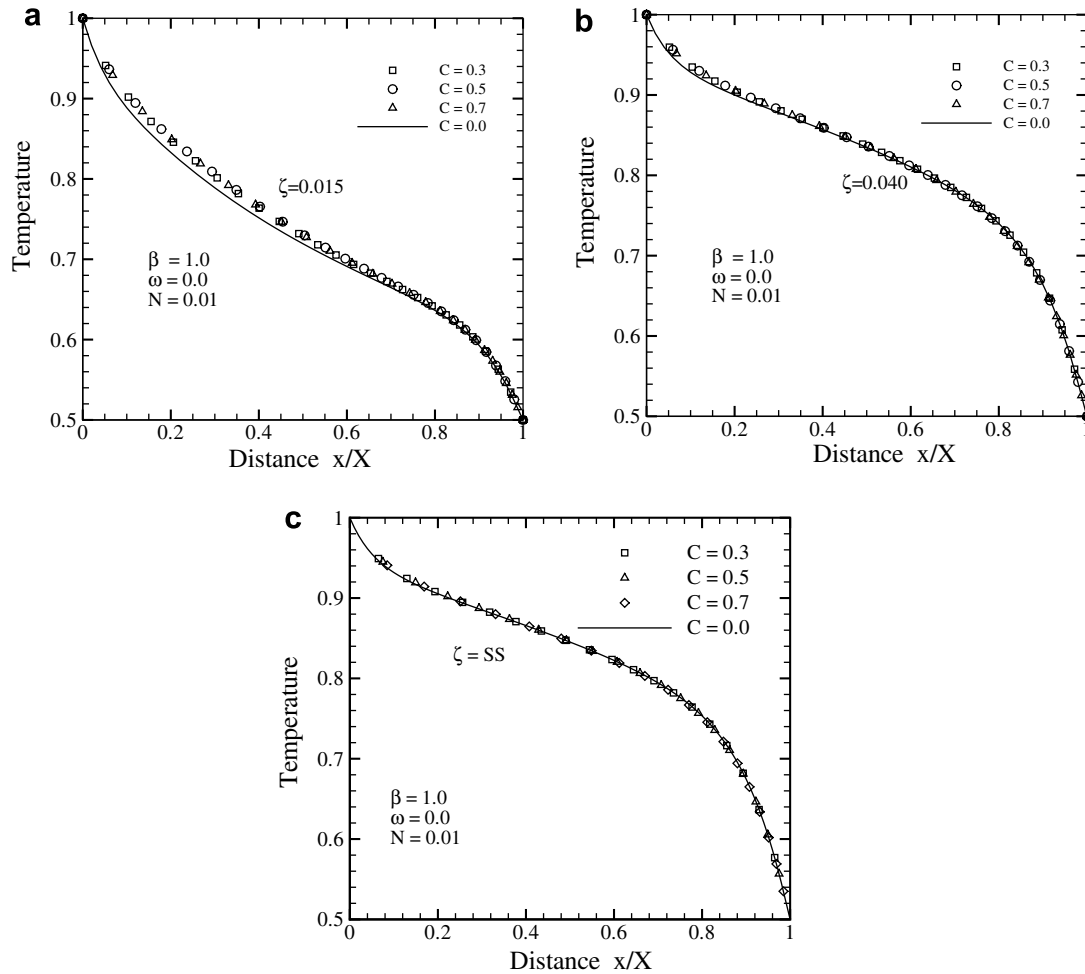 a
1
0.9
0.8
0.7
0.6
0.5
0
0.2
0.4
0.6
0.8
1
Temperature
Distance x/X
C = 0.3
C = 0.5
C = 0.7
C = 0.0
ζ=0.015
β = 1.0
ω = 0.0
N = 0.01
b
1
0.9
0.8
0.7
0.6
0.5
0
0.2
0.4
0.6
0.8
1
Temperature
Distance x/X
C = 0.3
C = 0.5
C = 0.7
C = 0.0
ζ=0.040
β = 1.0
ω = 0.0
N = 0.01
c
1
0.9
0.8
0.7
0.6
0.5
0
0.2
0.4
0.6
0.8
1
Temperature
Distance x/X
C = 0.3
C = 0.5
C = 0.7
C = 0.0
ζ = SS
β = 1.0
ω = 0.0
N = 0.01